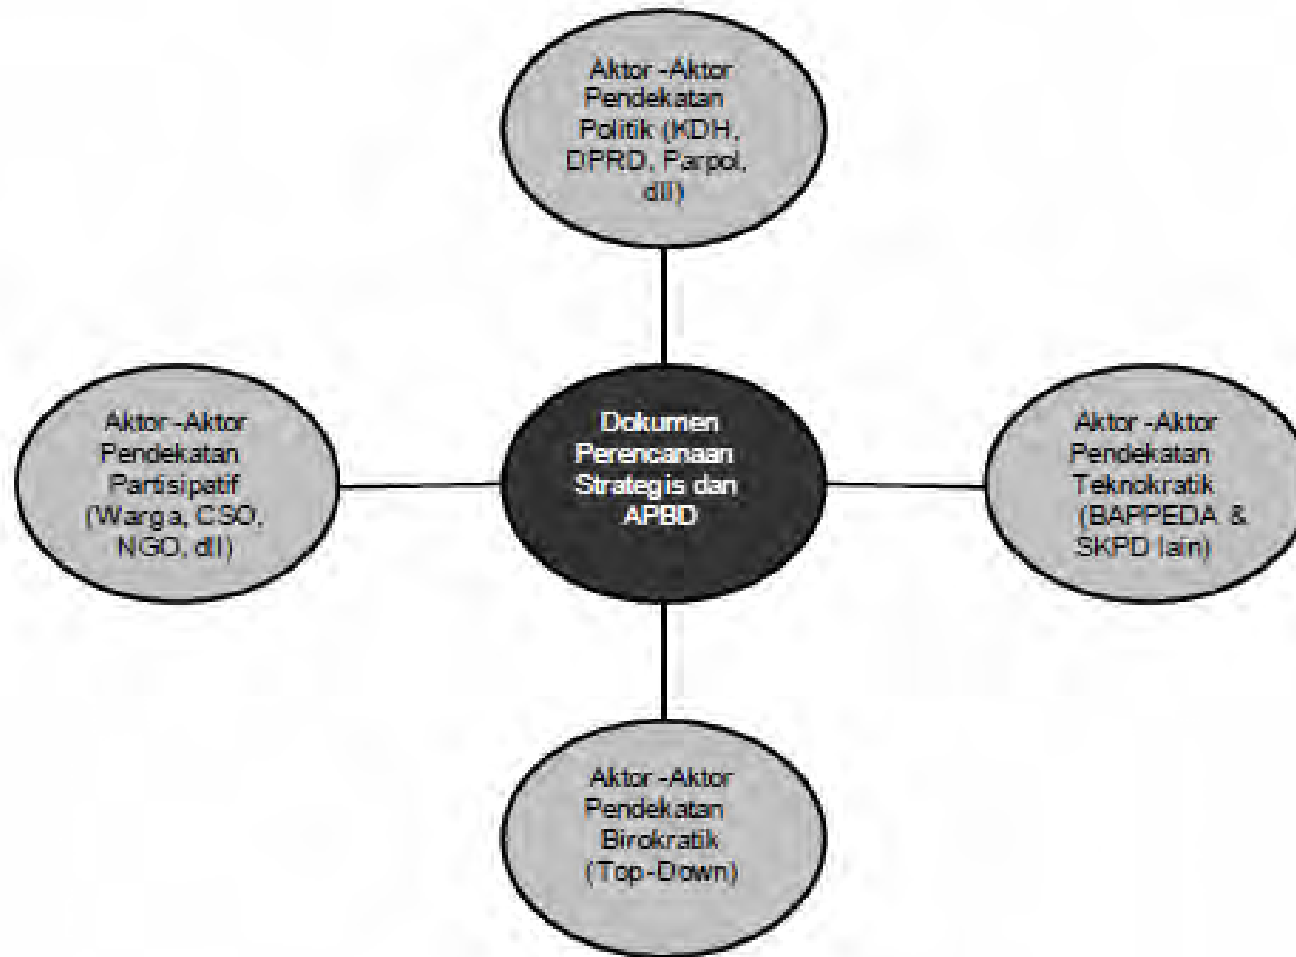 Aktor -Aktor
Pendekatan
Politik (KDH,
DPRD, Parpol,
dll)
Aktor -Aktor
Pendekatan
Partisipatif
(Warga, CSO,
NGO, dll)
Dokumen
Perencanaan
Strategis dan
APBD
Aktor -Aktor
Pendekatan
Teknokratik
(BAPPEDA &
SKPD lain)
Aktor -Aktor
Pendekatan
Birokratik
(Top-Down)